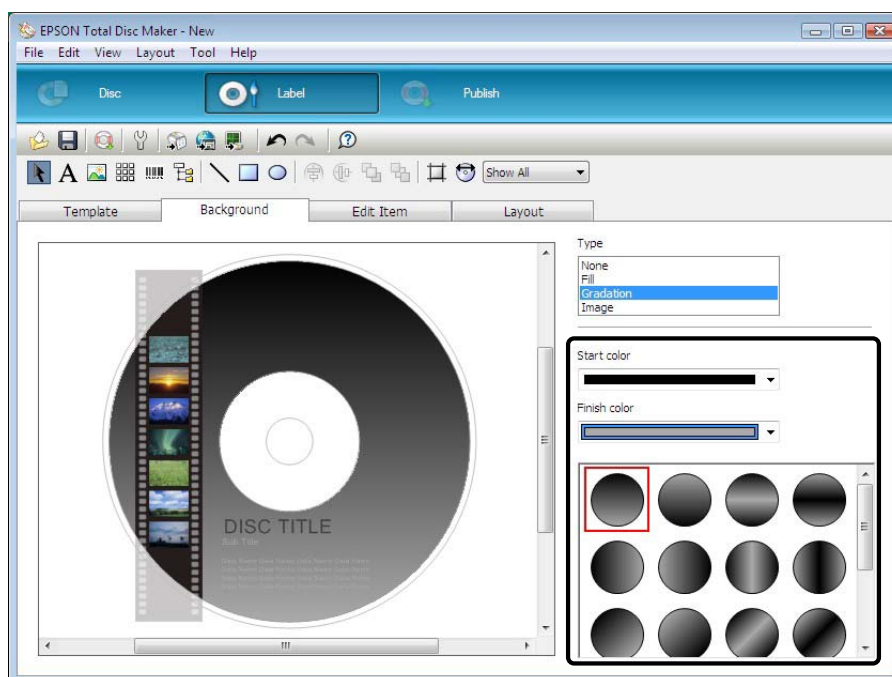 EPSON Total Disc Maker - New
File Edit View Layout Tool Help
Disc Label Publish
A Show All
Template Background Edit Item Layout
Type
None
Fill
Gradation
Image
Start color
Finish color
DISC TITLE
Sub Title